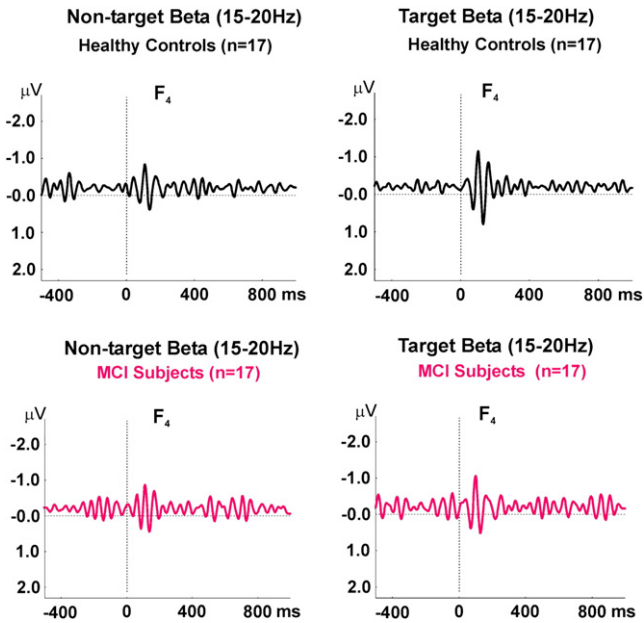 Non-target Beta (15-20Hz)
Healthy Controls (n=17)
μV
F4
-2.0
-1.0
-0.0
1.0
2.0
-400
0
400
800 ms
Target Beta (15-20Hz)
Healthy Controls (n=17)
μV
F4
-2.0
-1.0
-0.0
1.0
2.0
-400
0
400
800 ms
Non-target Beta (15-20Hz)
MCI Subjects (n=17)
μV
F4
-2.0
-1.0
-0.0
1.0
2.0
-400
0
400
800 ms
Target Beta (15-20Hz)
MCI Subjects (n=17)
μV
F4
-2.0
-1.0
-0.0
1.0
2.0
-400
0
400
800 ms